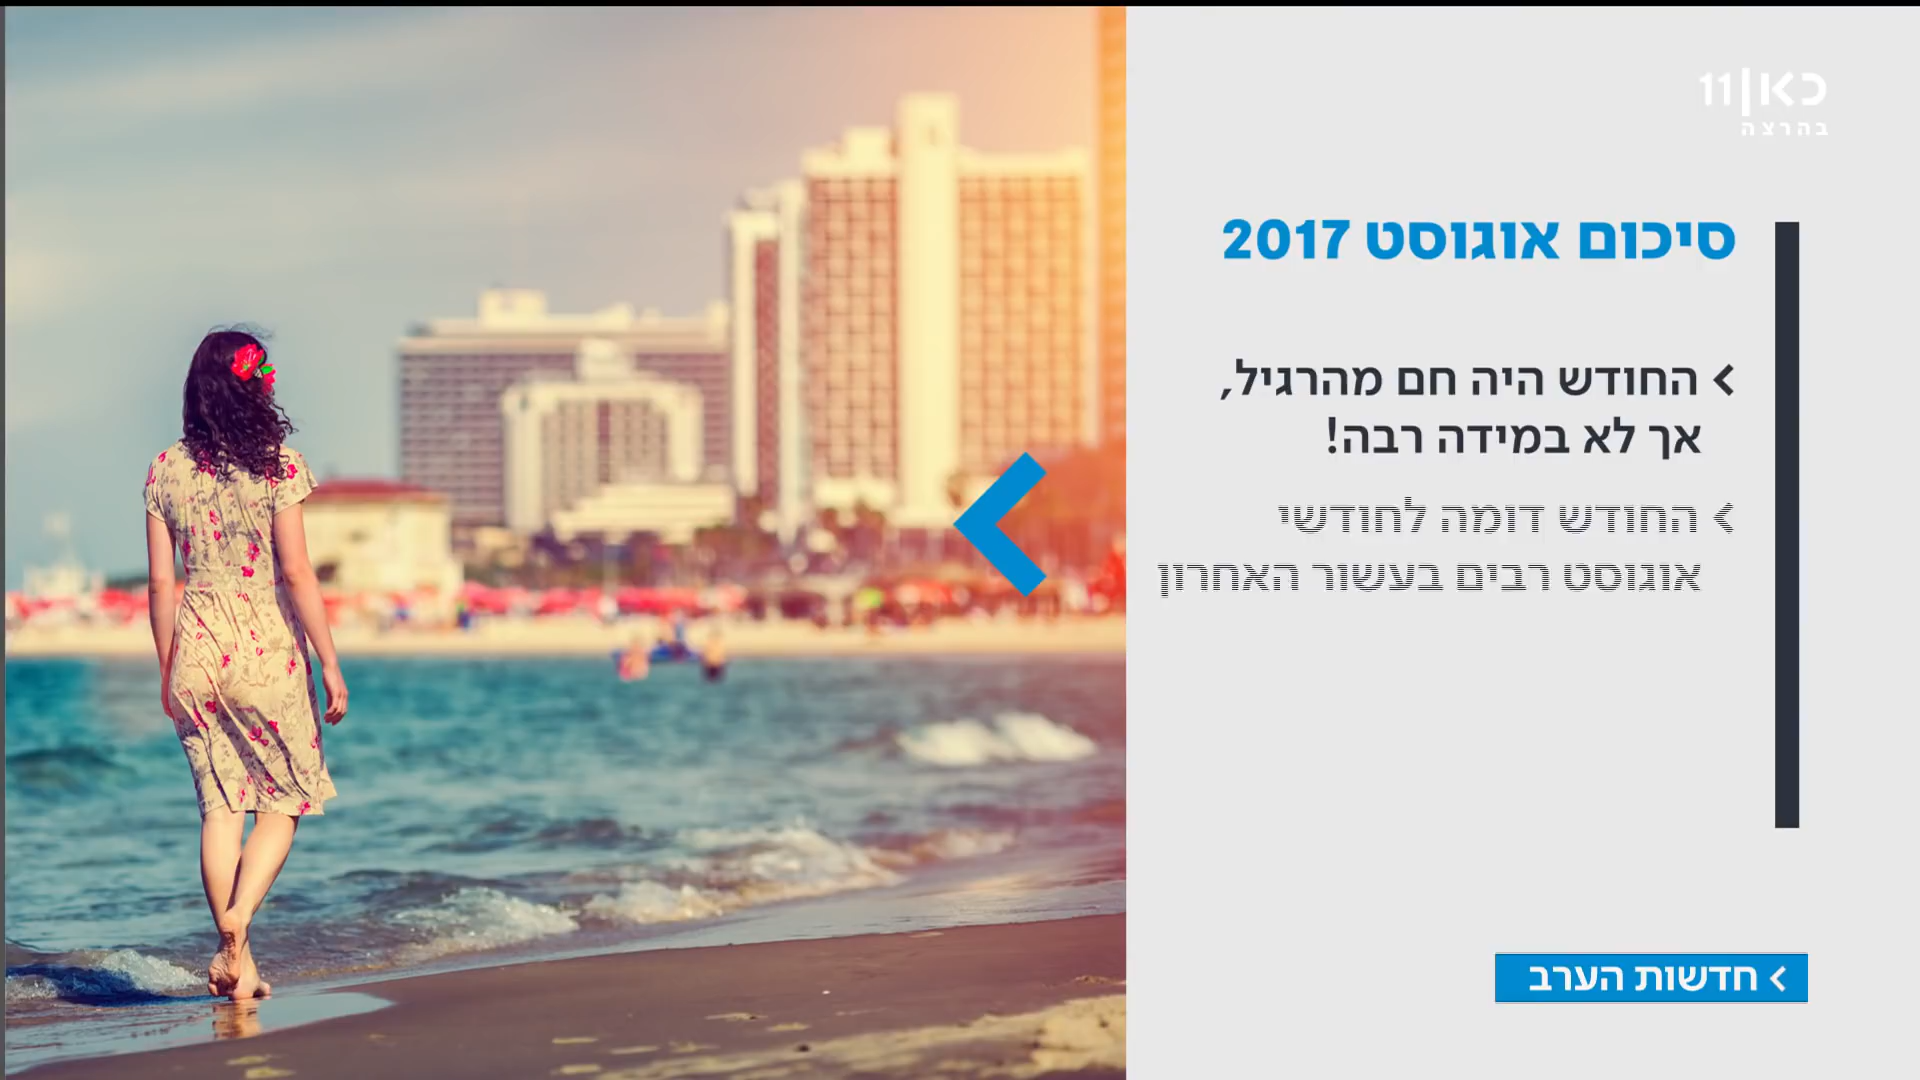 כאן 11
בהרצה
סיכום אוגוסט 2017
החודש היה חם מהרגיל,
אך לא במידה רבה!
החודש דומה לחודשי
אוגוסט רבים בעשור האחרון
חדשות הערב